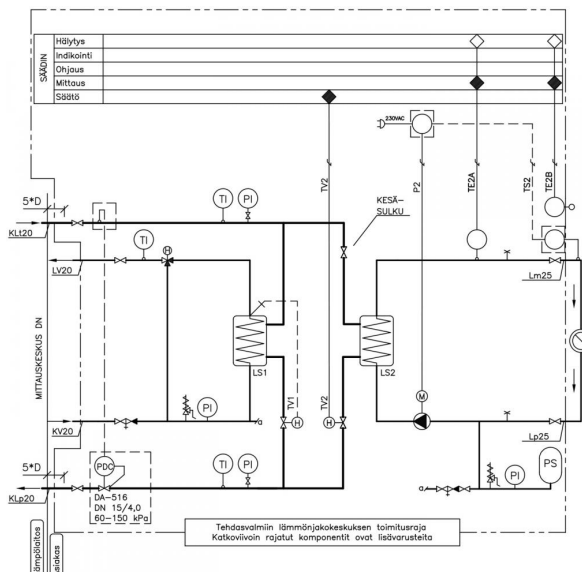 SÄÄDIN
Hälytys
Indikointi
Ohjaus
Mittaus
Säätö
230VAC
TV2
P2
TE2A
TS2
TE2B
5*D
TI
PI
KESÄ-
SULKU
KLt20
LV20
TI
H
Lm25
MITTAUSKESKUS DN
LS1
LS2
TV1
TV2
M
PI
a
H
H
KV20
Lp25
5*D
TI
PI
PS
PDC
a
PI
KLp20
DA-516
DN 15/4,0
60-150 kPa
Tehdasvalmiin lämmönjakokeskuksen toimitusraja
Katkoviivoin rajatut komponentit ovat lisävarusteita